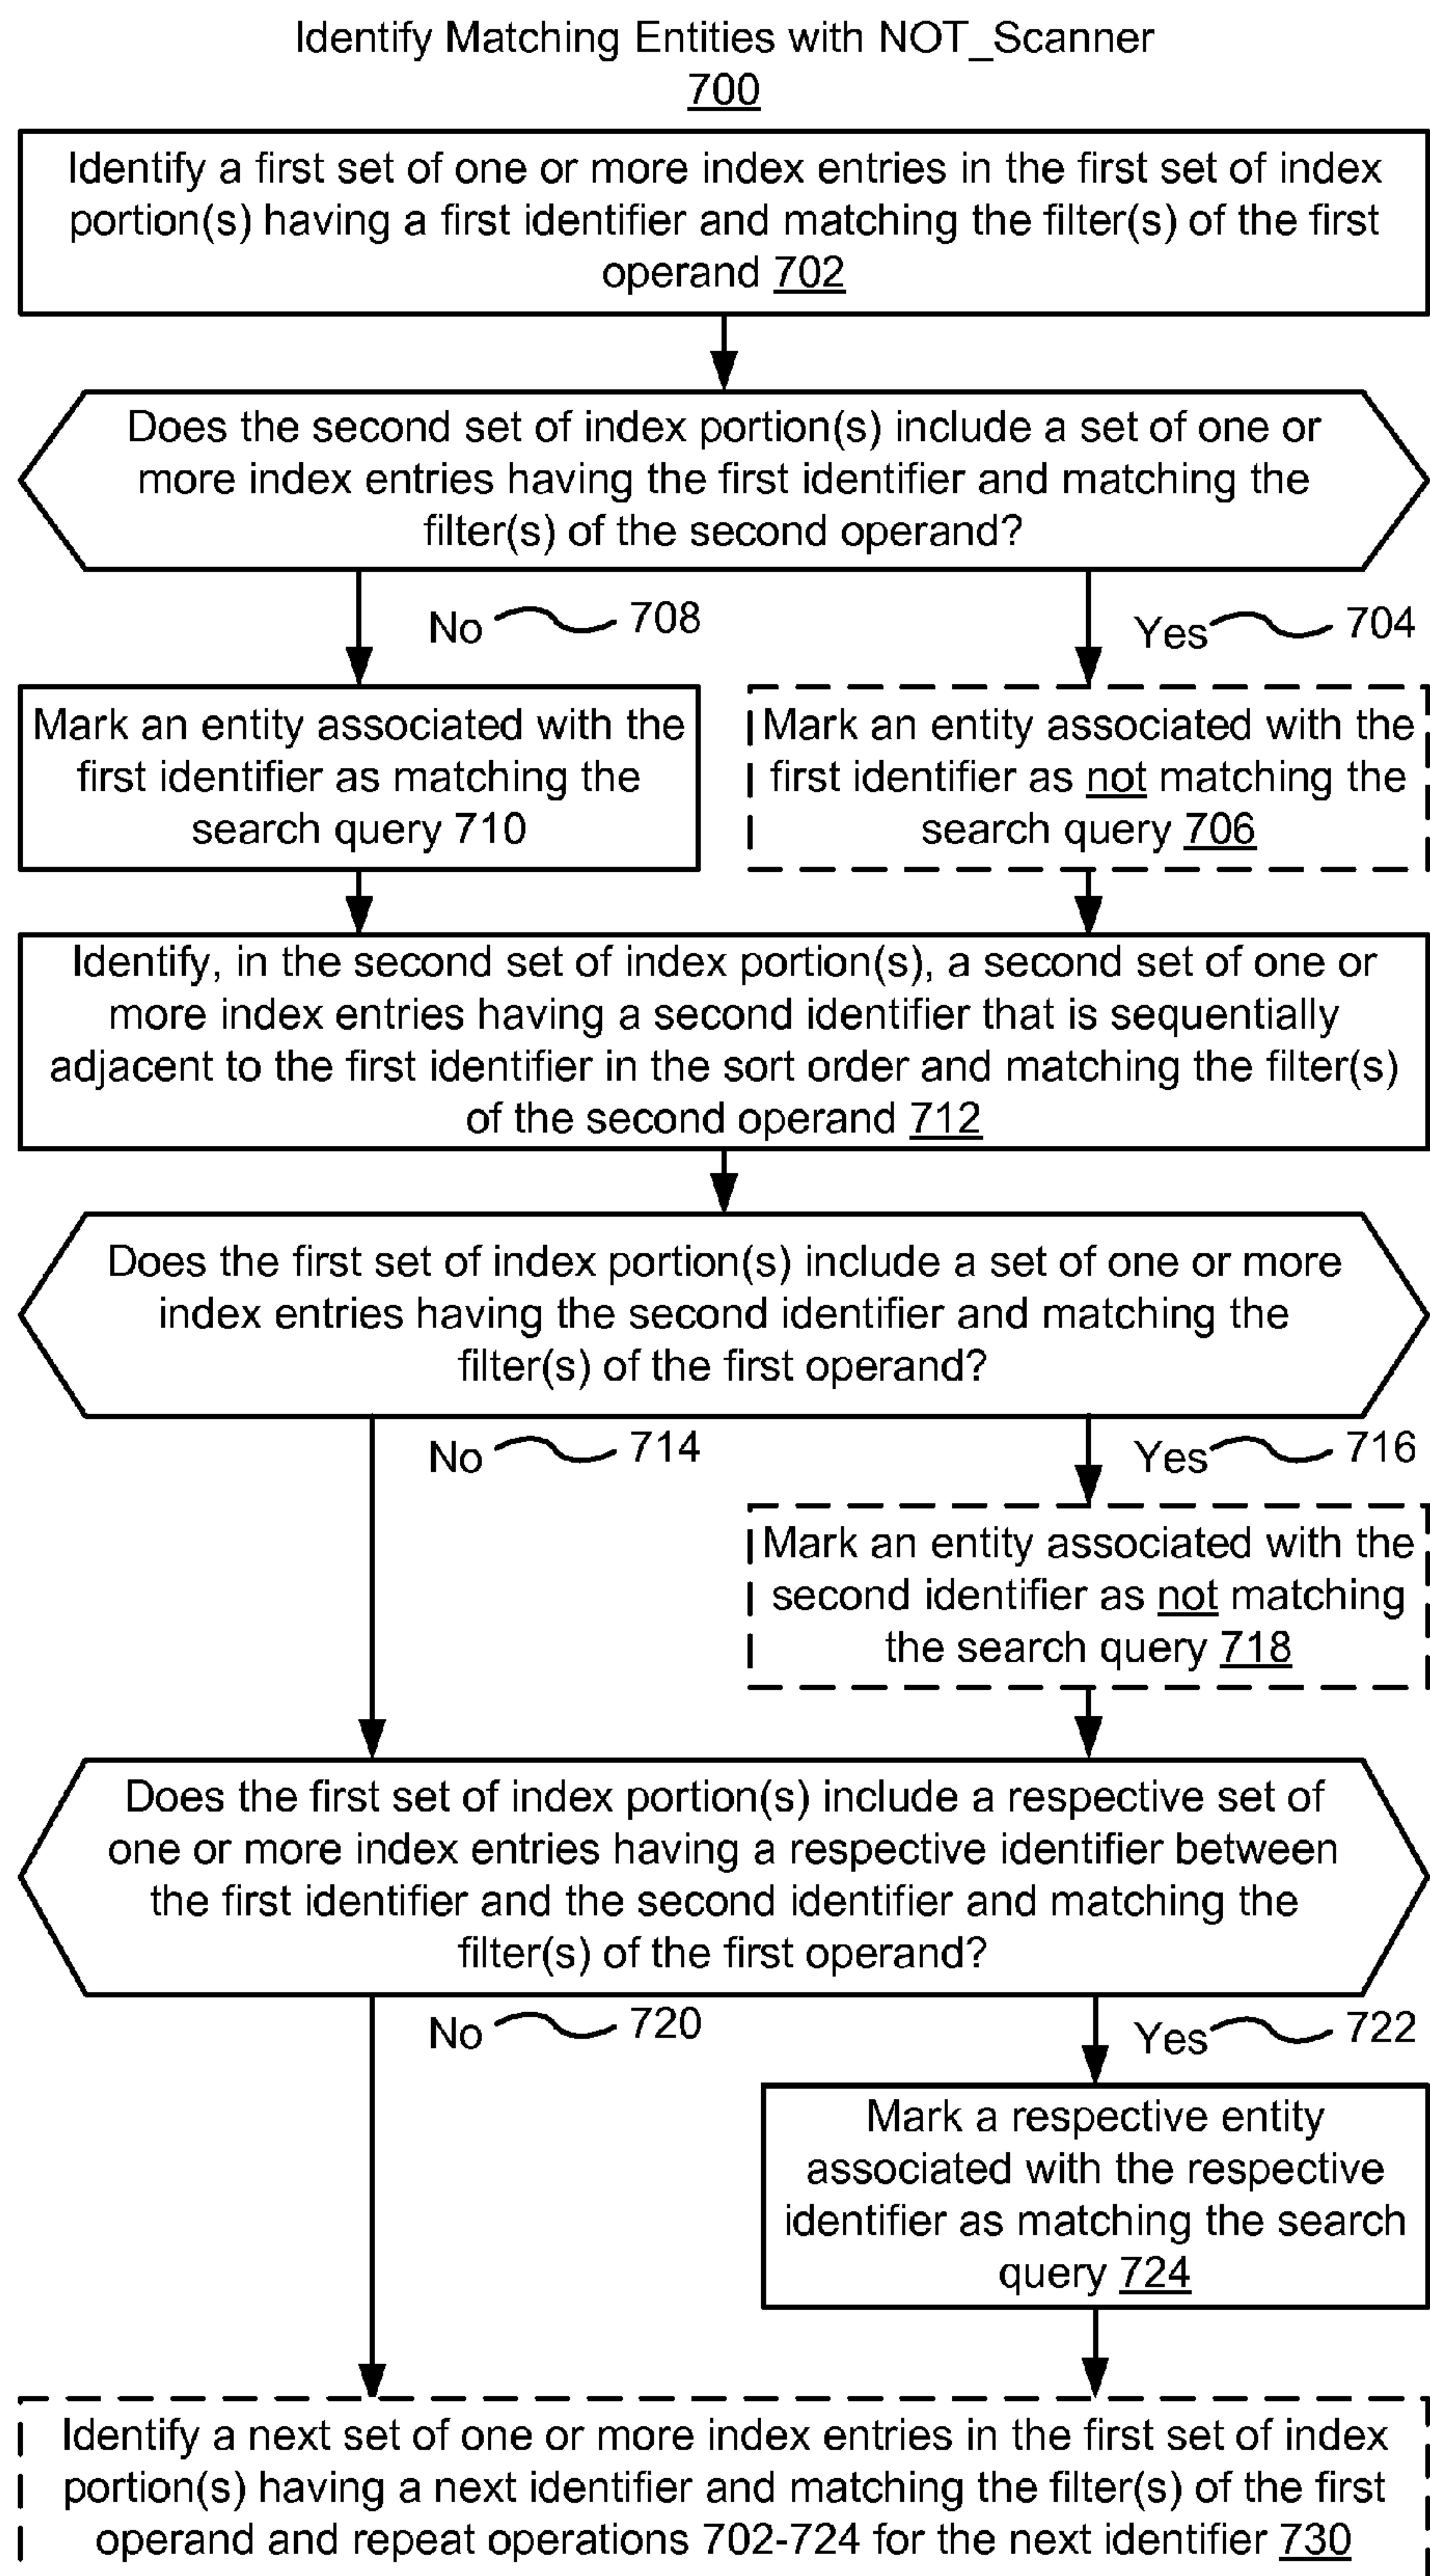 Identify Matching Entities with NOT_Scanner
700
Identify a first set of one or more index entries in the first set of index
portion(s) having a first identifier and matching the filter(s) of the first
operand 702
Does the second set of index portion(s) include a set of one or
more index entries having the first identifier and matching the
filter(s) of the second operand?
No 708
Yes 704
Mark an entity associated with the
first identifier as matching the
search query 710
Mark an entity associated with the
first identifier as not matching the
search query 706
Identify, in the second set of index portion(s), a second set of one or
more index entries having a second identifier that is sequentially
adjacent to the first identifier in the sort order and matching the filter(s)
of the second operand 712
Does the first set of index portion(s) include a set of one or more
index entries having the second identifier and matching the
filter(s) of the first operand?
No 714
Yes 716
Mark an entity associated with the
second identifier as not matching
the search query 718
Does the first set of index portion(s) include a respective set of
one or more index entries having a respective identifier between
the first identifier and the second identifier and matching the
filter(s) of the first operand?
No 720
Yes 722
Mark a respective entity
associated with the respective
identifier as matching the search
query 724
Identify a next set of one or more index entries in the first set of index
portion(s) having a next identifier and matching the filter(s) of the first
operand and repeat operations 702-724 for the next identifier 730